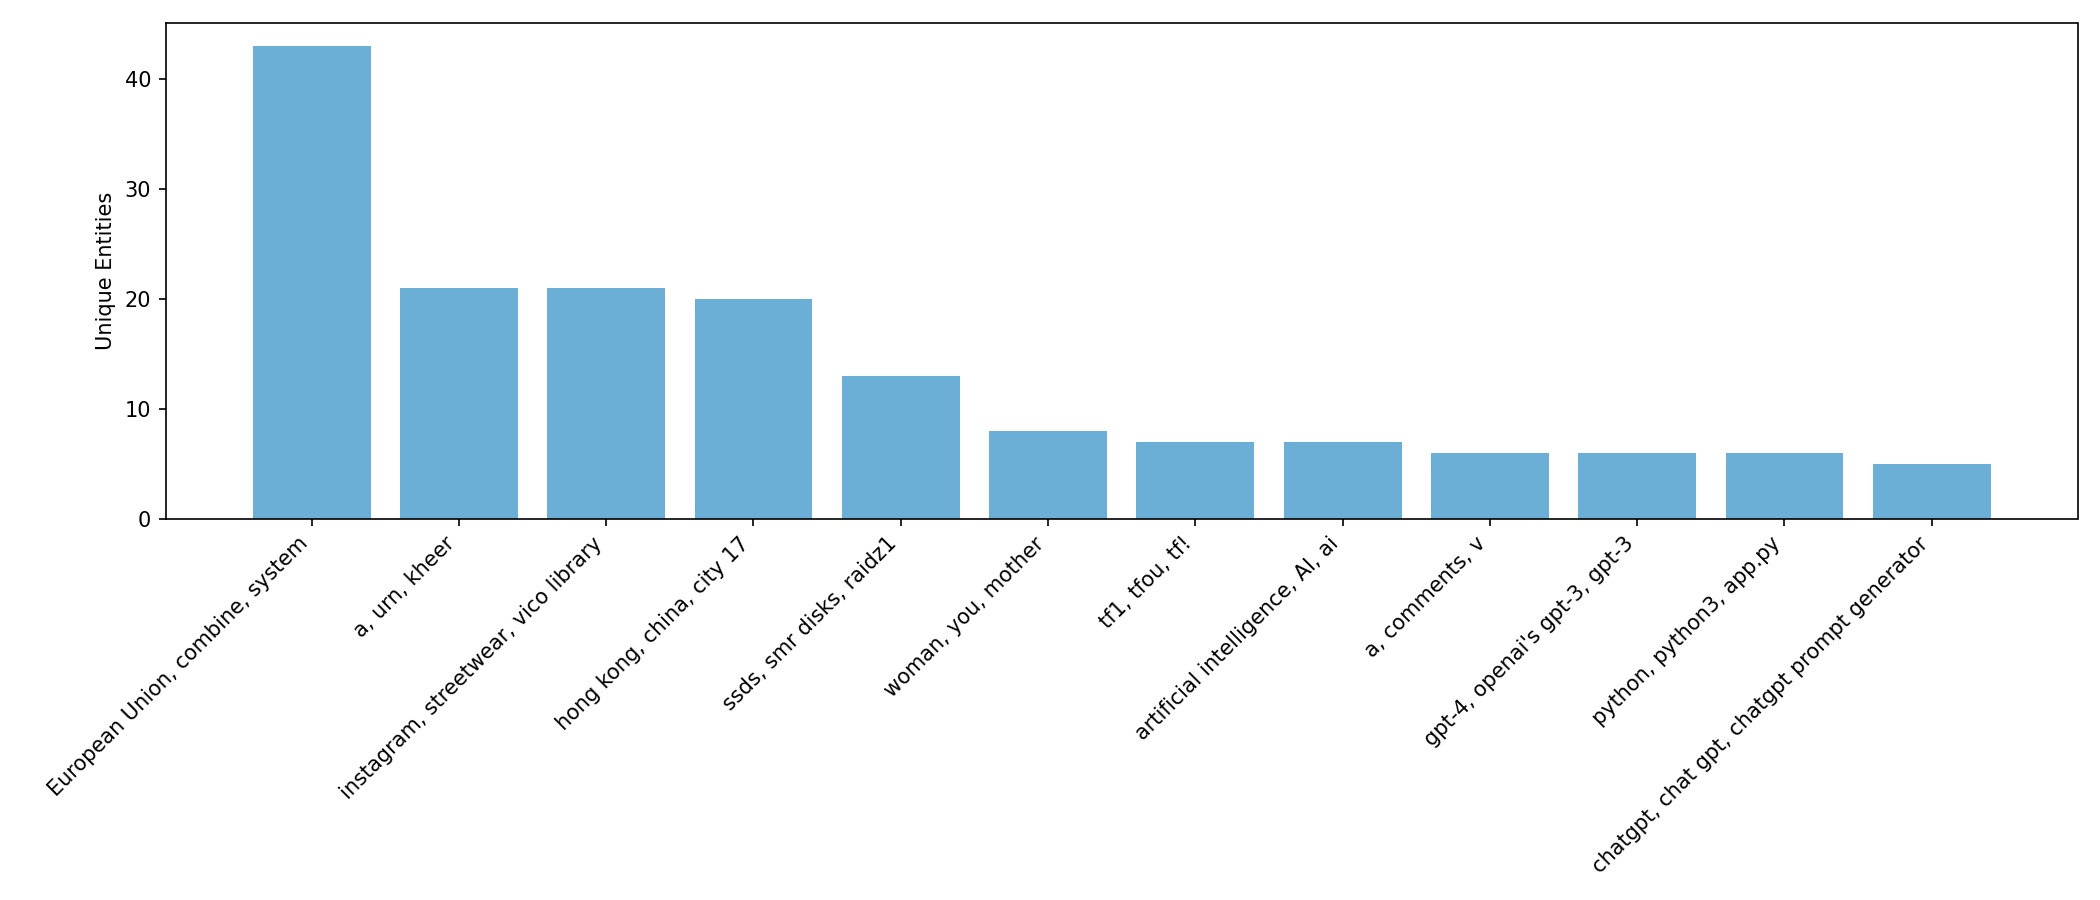 Unique Entities
40
30
20
10
0
European Union, combine, system
a, urn, kheer
instagram, streetwear, vico library
hong kong, china, city 17
ssds, smr disks, raidz1
woman, you, mother
tf1, tfou, tf!
artificial intelligence, AI, ai
a, comments, v
gpt-4, openai's gpt-3, gpt-3
python, python3, app.py
chatgpt, chat gpt, chatgpt prompt generator